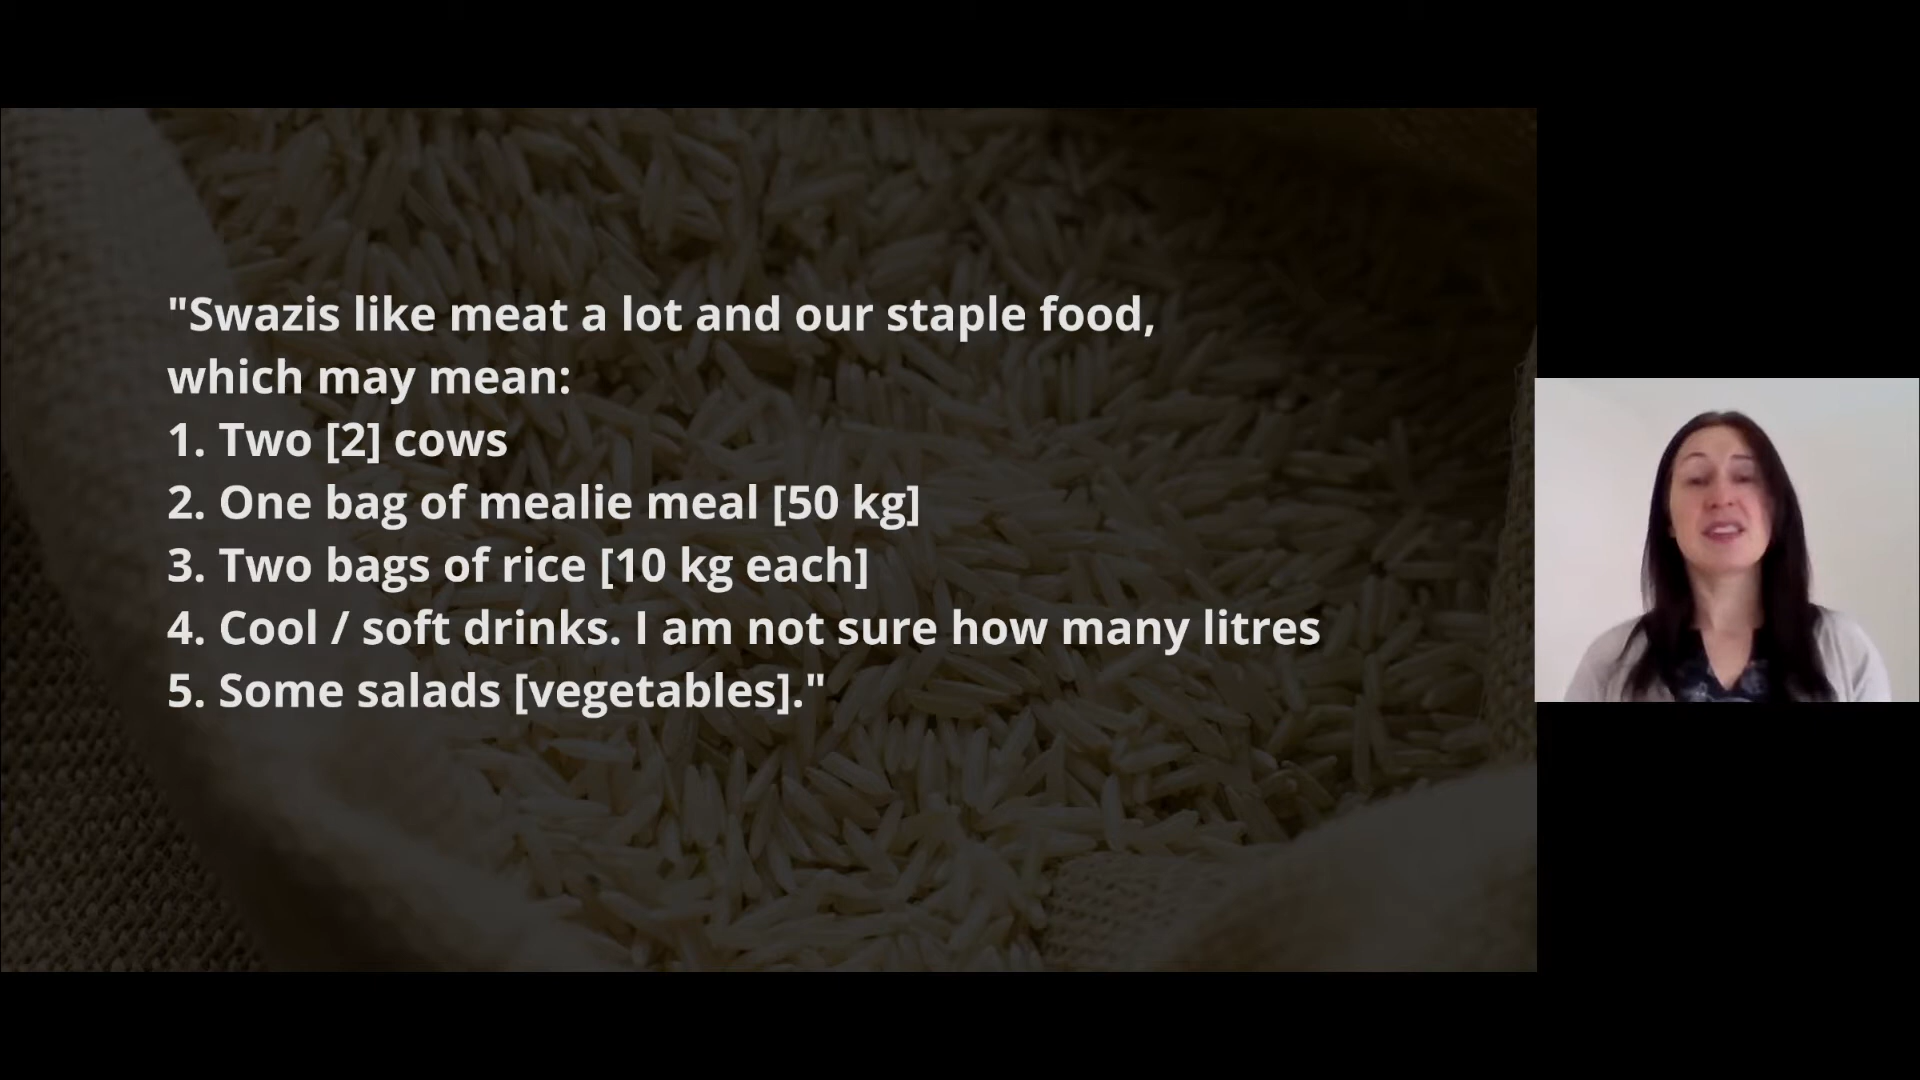 "Swazis like meat a lot and our staple food,
which may mean:
1. Two [2] cows
2. One bag of mealie meal [50 kg]
3. Two bags of rice [10 kg each]
4. Cool / soft drinks. I am not sure how many litres
5. Some salads [vegetables]."